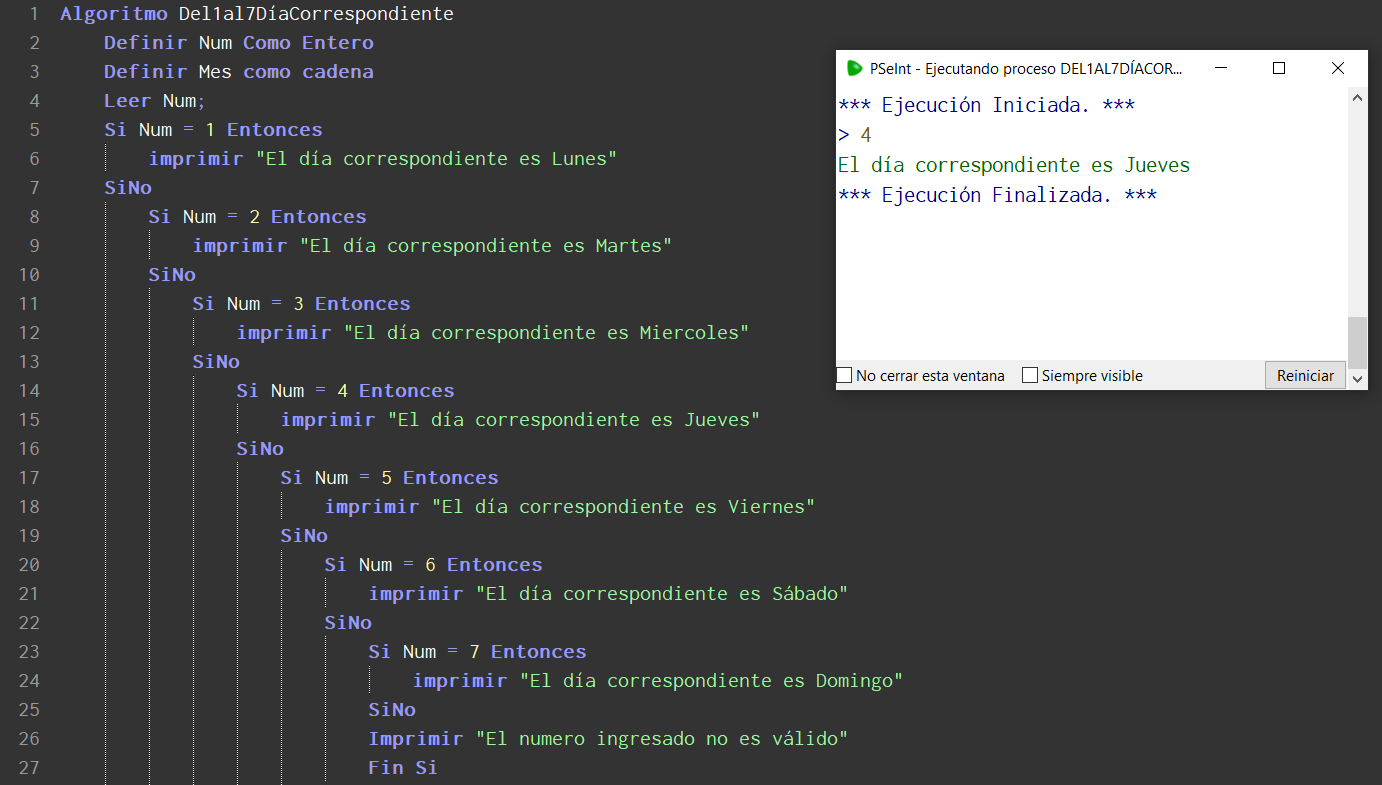 1 Algoritmo Del1al7DíaCorrespondiente
2 Definir Num Como Entero
3 Definir Mes como cadena
4 Leer Num;
5 Si Num = 1 Entonces
6 imprimir "El día correspondiente es Lunes"
7 SiNo
8 Si Num = 2 Entonces
9 imprimir "El día correspondiente es Martes"
10 SiNo
11 Si Num = 3 Entonces
12 imprimir "El día correspondiente es Miercoles"
13 SiNo
14 Si Num = 4 Entonces
15 imprimir "El día correspondiente es Jueves"
16 SiNo
17 Si Num = 5 Entonces
18 imprimir "El día correspondiente es Viernes"
19 SiNo
20 Si Num = 6 Entonces
21 imprimir "El día correspondiente es Sábado"
22 SiNo
23 Si Num = 7 Entonces
24 imprimir "El día correspondiente es Domingo"
25 SiNo
26 Imprimir "El numero ingresado no es válido"
27 Fin Si
PSeInt - Ejecutando proceso DEL1AL7DÍACOR...
*** Ejecución Iniciada. ***
> 4
El día correspondiente es Jueves
*** Ejecución Finalizada. ***
No cerrar esta ventana Siempre visible Reiniciar